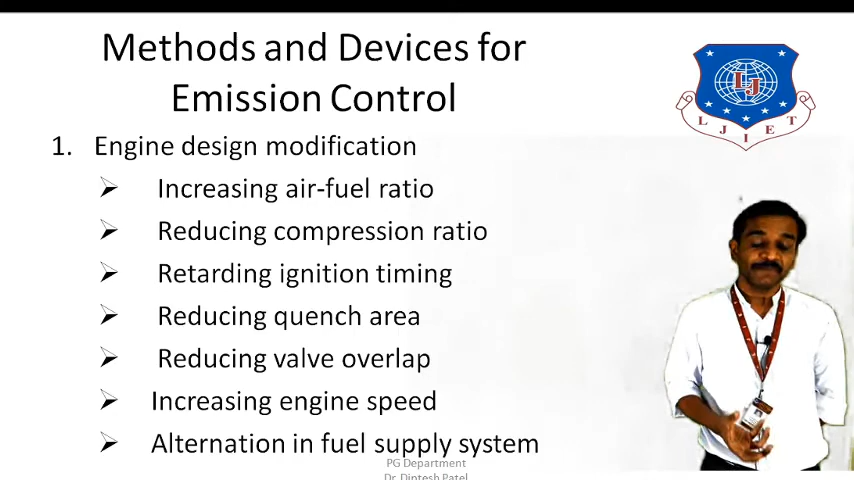 Methods and Devices for
Emission Control
1. Engine design modification
➢ Increasing air-fuel ratio
➢ Reducing compression ratio
➢ Retarding ignition timing
➢ Reducing quench area
➢ Reducing valve overlap
➢ Increasing engine speed
➢ Alternation in fuel supply system
PG Department
Dr. Diptesh Patel
LJ
LJIET